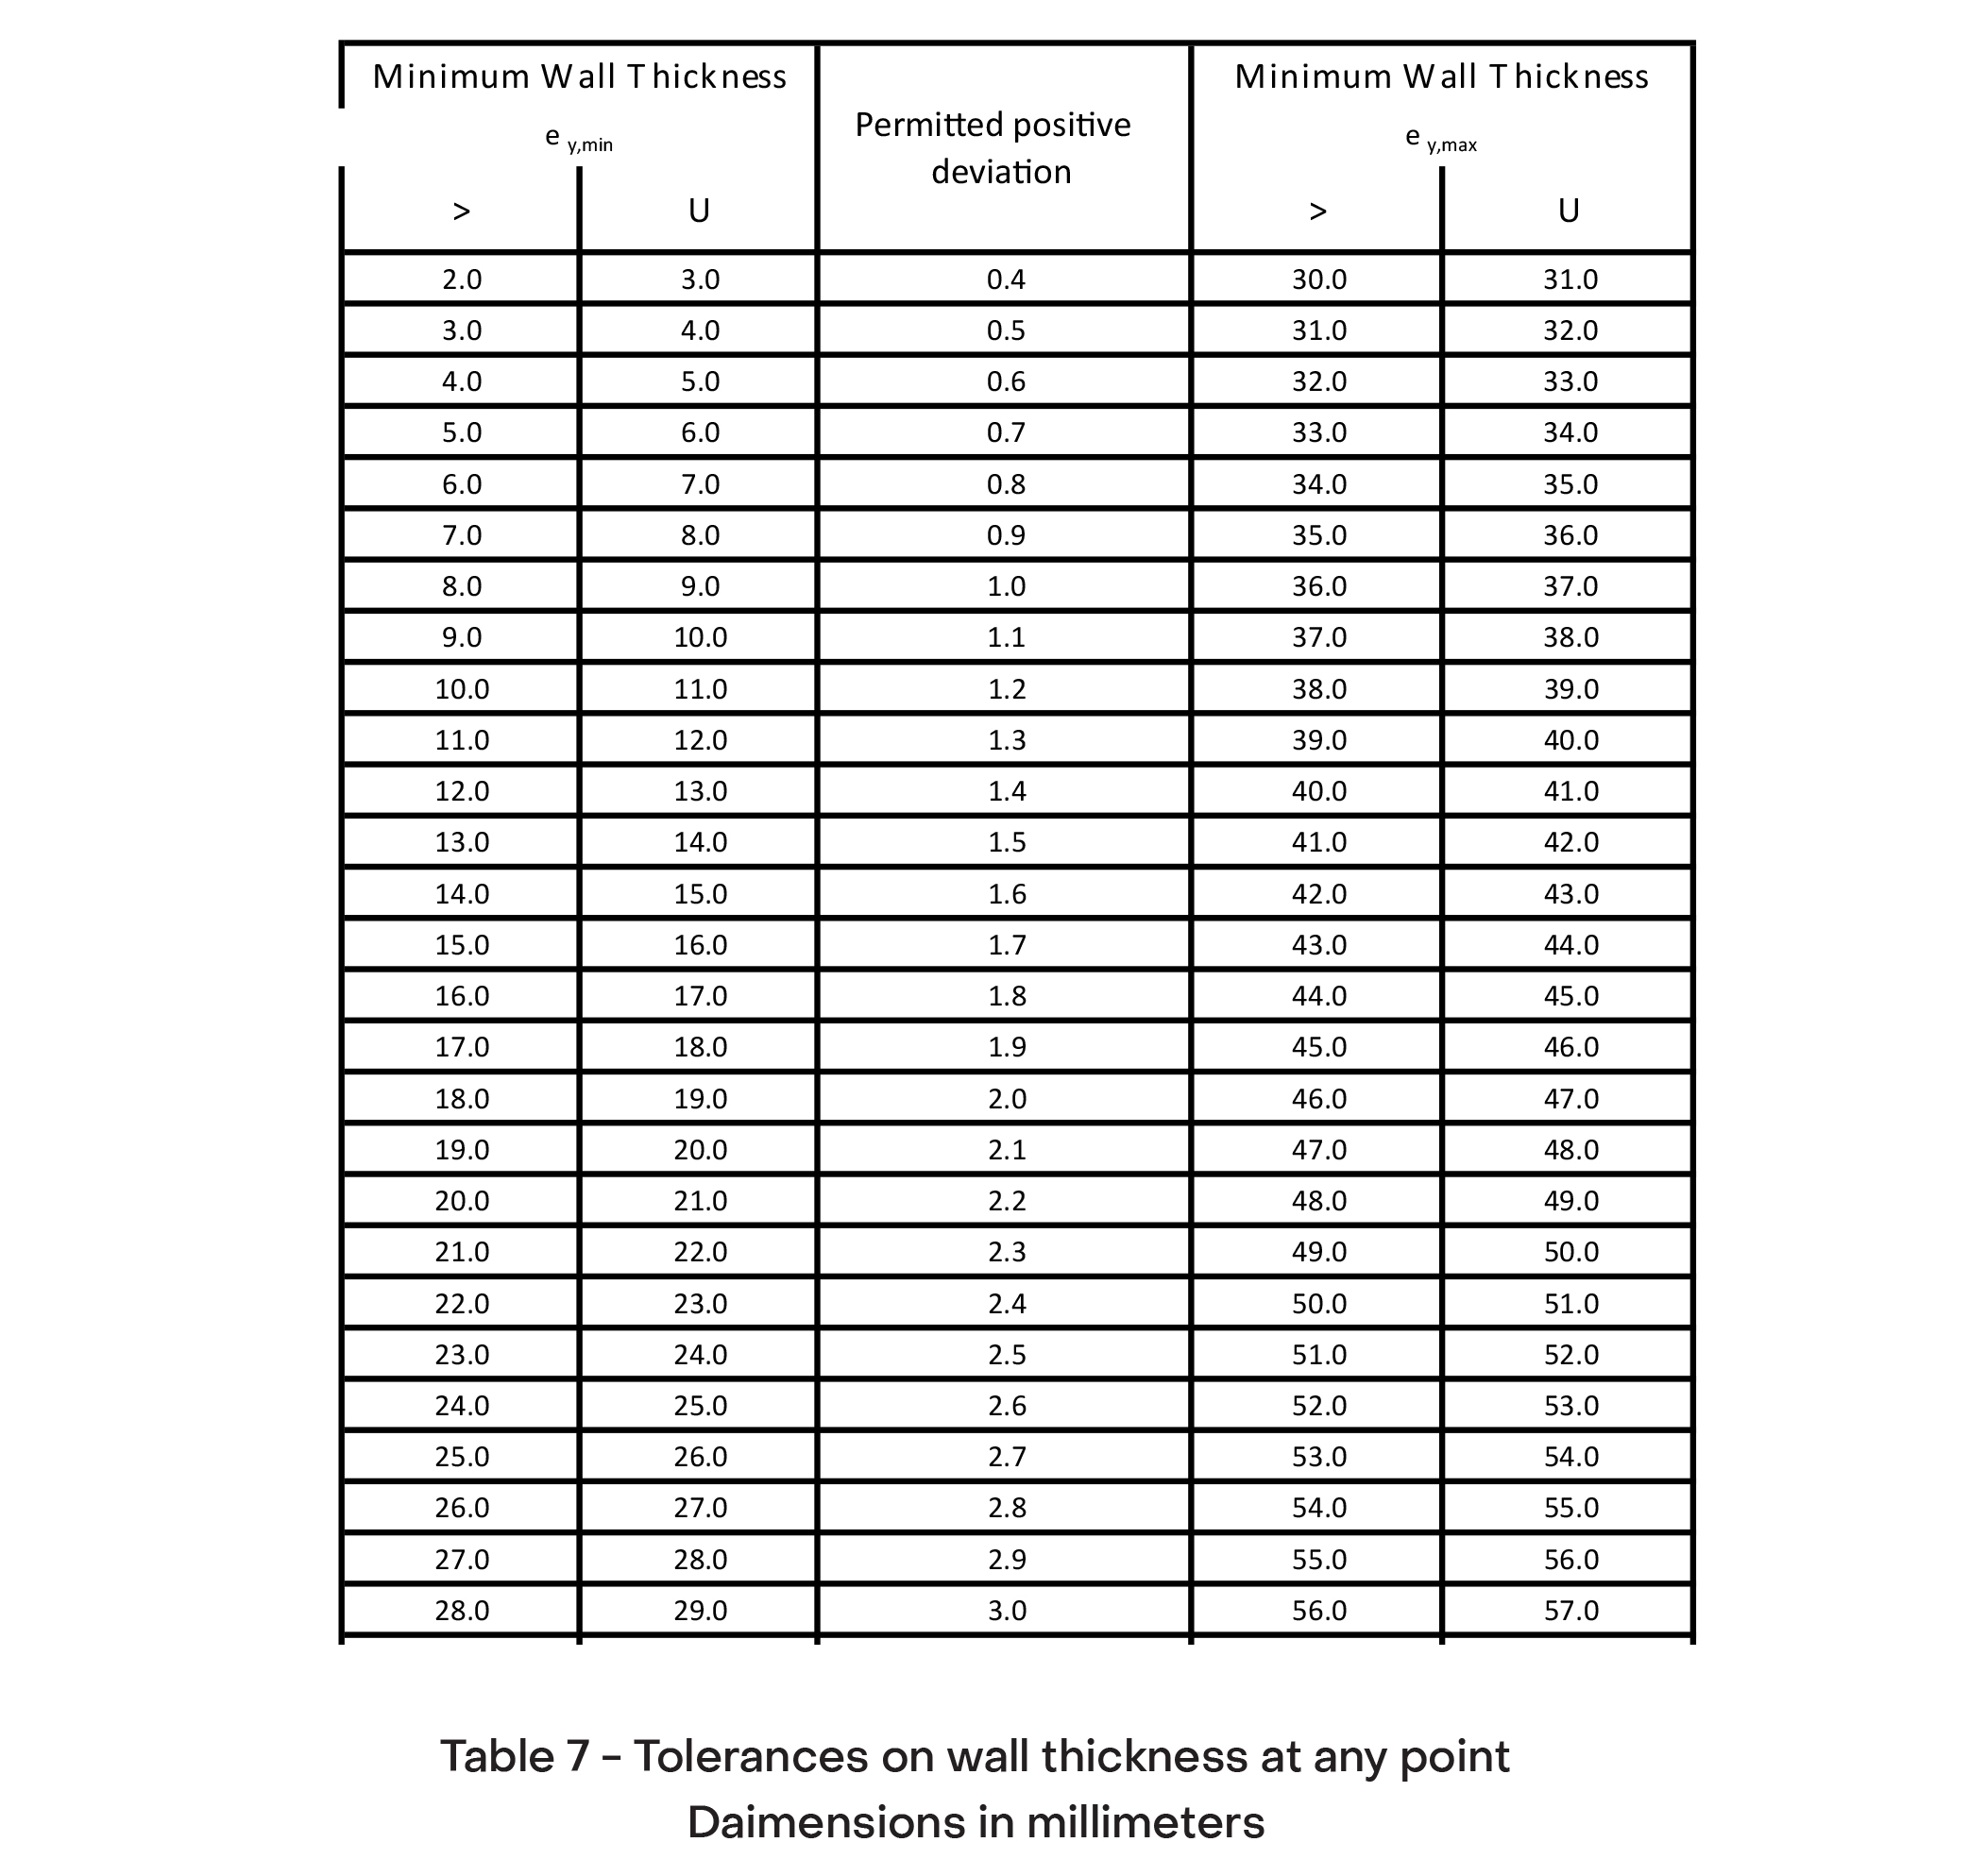 Minimum Wall Thickness Permitted positive deviation Minimum Wall Thickness
e y,min e y,max
> U > U
2.0 3.0 0.4 30.0 31.0
3.0 4.0 0.5 31.0 32.0
4.0 5.0 0.6 32.0 33.0
5.0 6.0 0.7 33.0 34.0
6.0 7.0 0.8 34.0 35.0
7.0 8.0 0.9 35.0 36.0
8.0 9.0 1.0 36.0 37.0
9.0 10.0 1.1 37.0 38.0
10.0 11.0 1.2 38.0 39.0
11.0 12.0 1.3 39.0 40.0
12.0 13.0 1.4 40.0 41.0
13.0 14.0 1.5 41.0 42.0
14.0 15.0 1.6 42.0 43.0
15.0 16.0 1.7 43.0 44.0
16.0 17.0 1.8 44.0 45.0
17.0 18.0 1.9 45.0 46.0
18.0 19.0 2.0 46.0 47.0
19.0 20.0 2.1 47.0 48.0
20.0 21.0 2.2 48.0 49.0
21.0 22.0 2.3 49.0 50.0
22.0 23.0 2.4 50.0 51.0
23.0 24.0 2.5 51.0 52.0
24.0 25.0 2.6 52.0 53.0
25.0 26.0 2.7 53.0 54.0
26.0 27.0 2.8 54.0 55.0
27.0 28.0 2.9 55.0 56.0
28.0 29.0 3.0 56.0 57.0
Table 7 - Tolerances on wall thickness at any point
Daimensions in millimeters